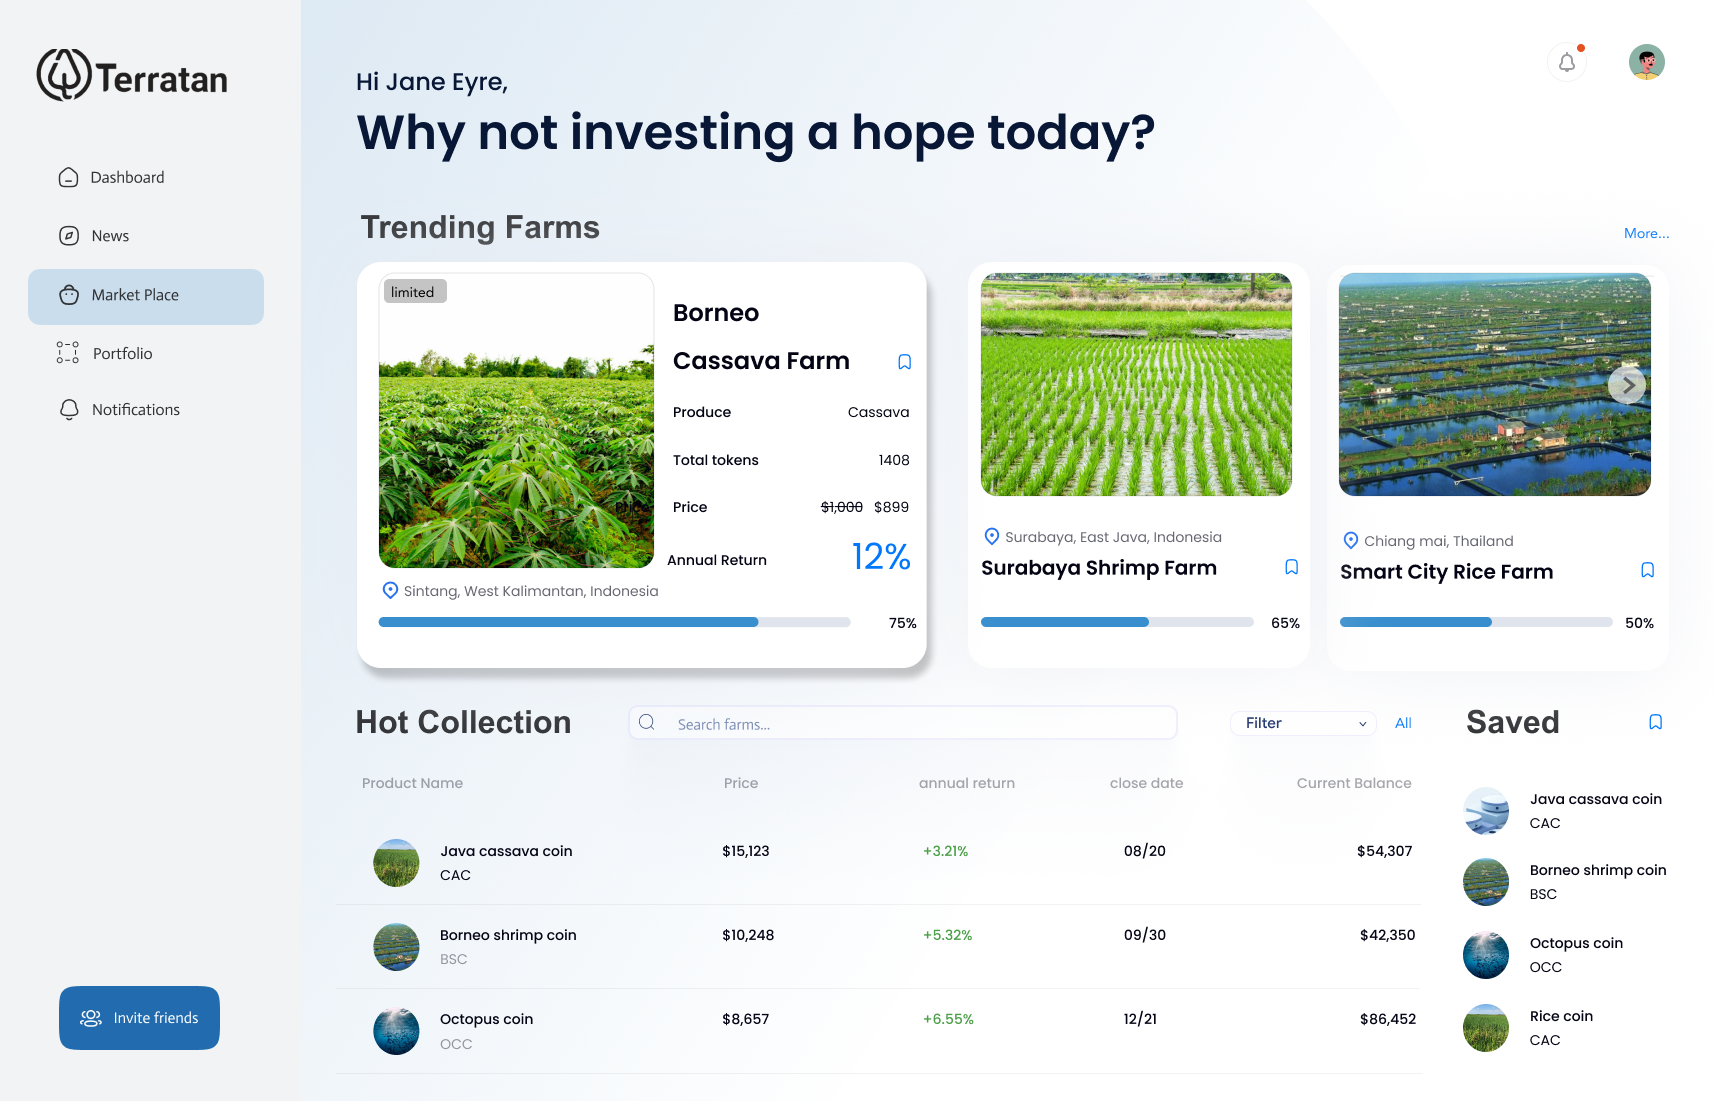 Terratan
Dashboard
News
Market Place
Portfolio
Notifications
Invite friends
Hi Jane Eyre,
Why not investing a hope today?
Trending Farms
More...
limited
Borneo
Cassava Farm
Produce Cassava
Total tokens 1408
Price
Price $1,000 $899
Annual Return 12%
Sintang, West Kalimantan, Indonesia
75%
Surabaya, East Java, Indonesia
Surabaya Shrimp Farm
65%
Chiang mai, Thailand
Smart City Rice Farm
50%
Hot Collection
Search farms...
Filter
All
Product Name Price annual return close date Current Balance
Java cassava coin $15,123 +3.21% 08/20 $54,307
CAC
Borneo shrimp coin $10,248 +5.32% 09/30 $42,350
BSC
Octopus coin $8,657 +6.55% 12/21 $86,452
OCC
Saved
Java cassava coin
CAC
Borneo shrimp coin
BSC
Octopus coin
OCC
Rice coin
CAC